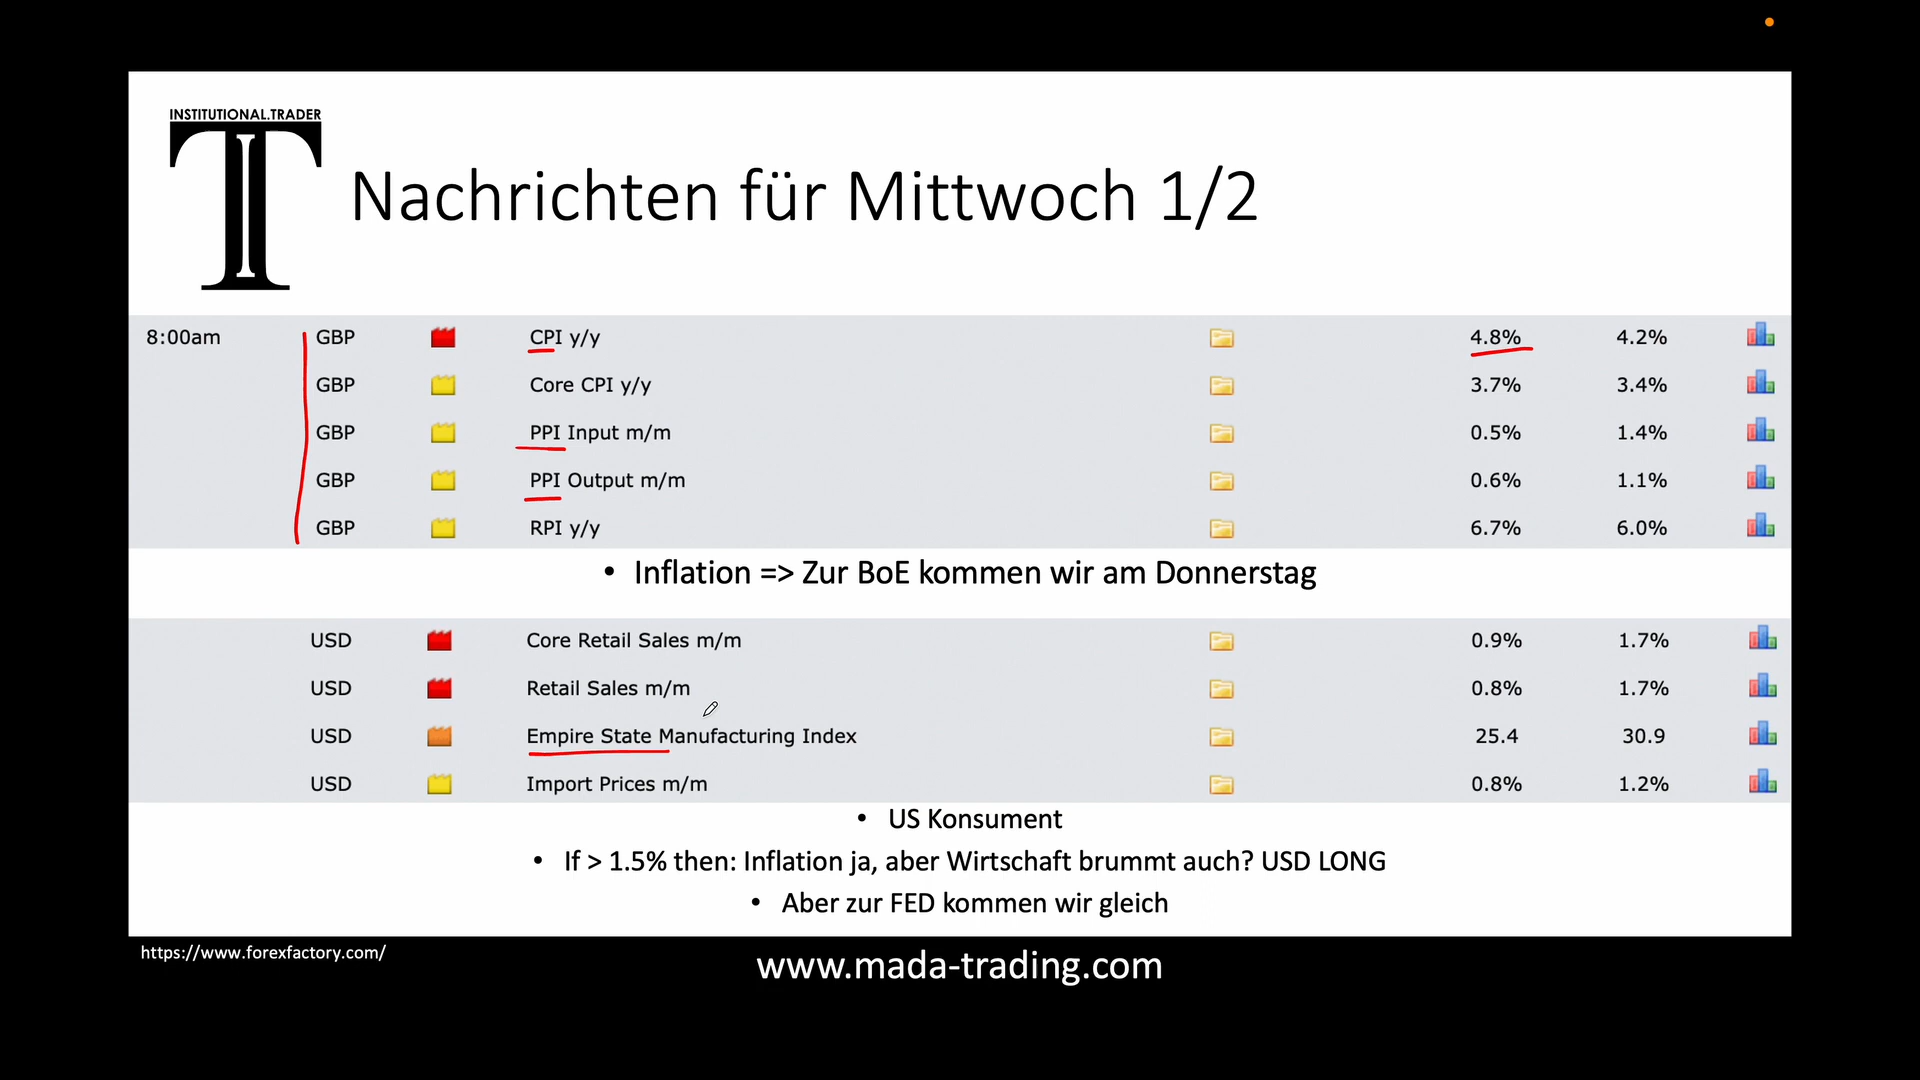 INSTITUTIONAL.TRADER
Nachrichten für Mittwoch 1/2
8:00am GBP CPI y/y 4.8% 4.2%
GBP Core CPI y/y 3.7% 3.4%
GBP PPI Input m/m 0.5% 1.4%
GBP PPI Output m/m 0.6% 1.1%
GBP RPI y/y 6.7% 6.0%
• Inflation => Zur BoE kommen wir am Donnerstag
USD Core Retail Sales m/m 0.9% 1.7%
USD Retail Sales m/m 0.8% 1.7%
USD Empire State Manufacturing Index 25.4 30.9
USD Import Prices m/m 0.8% 1.2%
• US Konsument
• If > 1.5% then: Inflation ja, aber Wirtschaft brummt auch? USD LONG
• Aber zur FED kommen wir gleich
https://www.forexfactory.com/
www.mada-trading.com